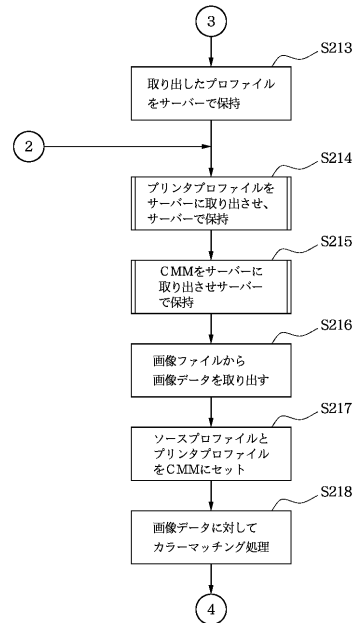 3
S213
取り出したプロファイル
をサーバーで保持
2
S214
プリンタプロファイルを
サーバーに取り出させ、
サーバーで保持
S215
CMMをサーバーに
取り出させサーバー
で保持
S216
画像ファイルから
画像データを取り出す
S217
ソースプロファイルと
プリンタプロファイル
をCMMにセット
S218
画像データに対して
カラーマッチング処理
4